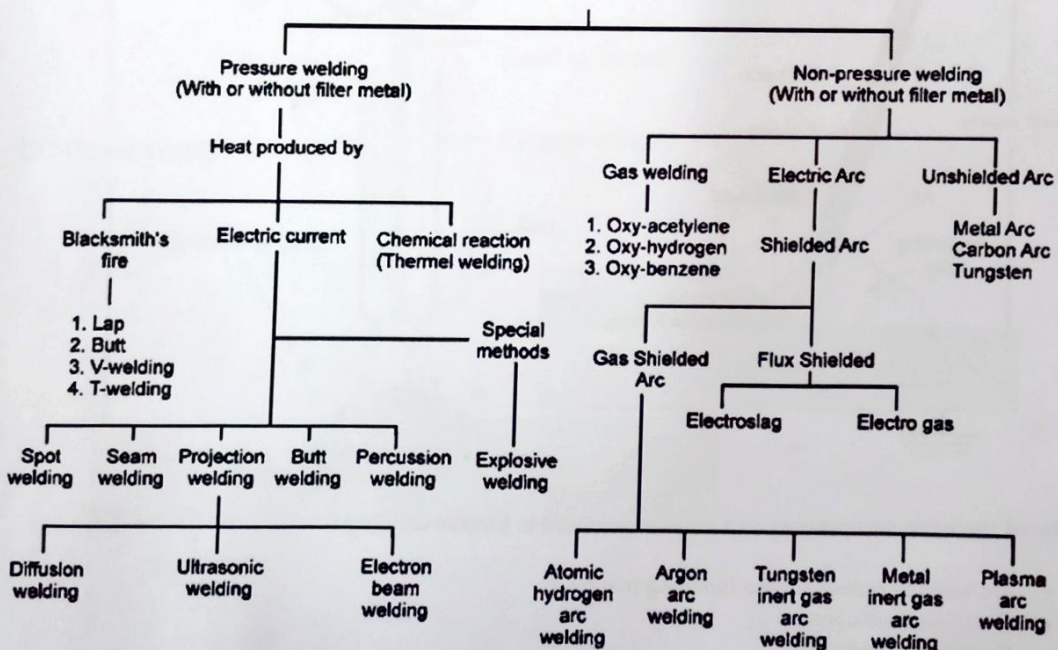 Pressure welding
(With or without filter metal)
Non-pressure welding
(With or without filter metal)
Heat produced by
Gas welding
Electric Arc
Unshielded Arc
Blacksmith's
fire
Electric current
Chemical reaction
(Thermel welding)
1. Oxy-acetylene
2. Oxy-hydrogen
3. Oxy-benzene
Shielded Arc
Metal Arc
Carbon Arc
Tungsten
1. Lap
2. Butt
3. V-welding
4. T-welding
Special
methods
Gas Shielded
Arc
Flux Shielded
Electroslag
Electro gas
Spot
welding
Seam
welding
Projection
welding
Butt
welding
Percussion
welding
Explosive
welding
Diffusion
welding
Ultrasonic
welding
Electron
beam
welding
Atomic
hydrogen
arc
welding
Argon
arc
welding
Tungsten
inert gas
arc
welding
Metal
inert gas
arc
welding
Plasma
arc
welding